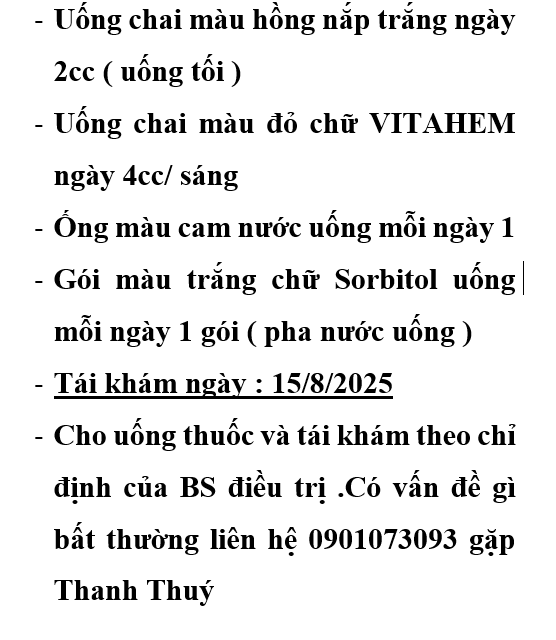 - Uống chai màu hồng nắp trắng ngày
2cc ( uống tối )
- Uống chai màu đỏ chữ VITAHEM
ngày 4cc/ sáng
- Ống màu cam nước uống mỗi ngày 1
- Gói màu trắng chữ Sorbitol uống
mỗi ngày 1 gói ( pha nước uống )
- Tái khám ngày : 15/8/2025
- Cho uống thuốc và tái khám theo chỉ
định của BS điều trị .Có vấn đề gì
bất thường liên hệ 0901073093 gặp
Thanh Thuý